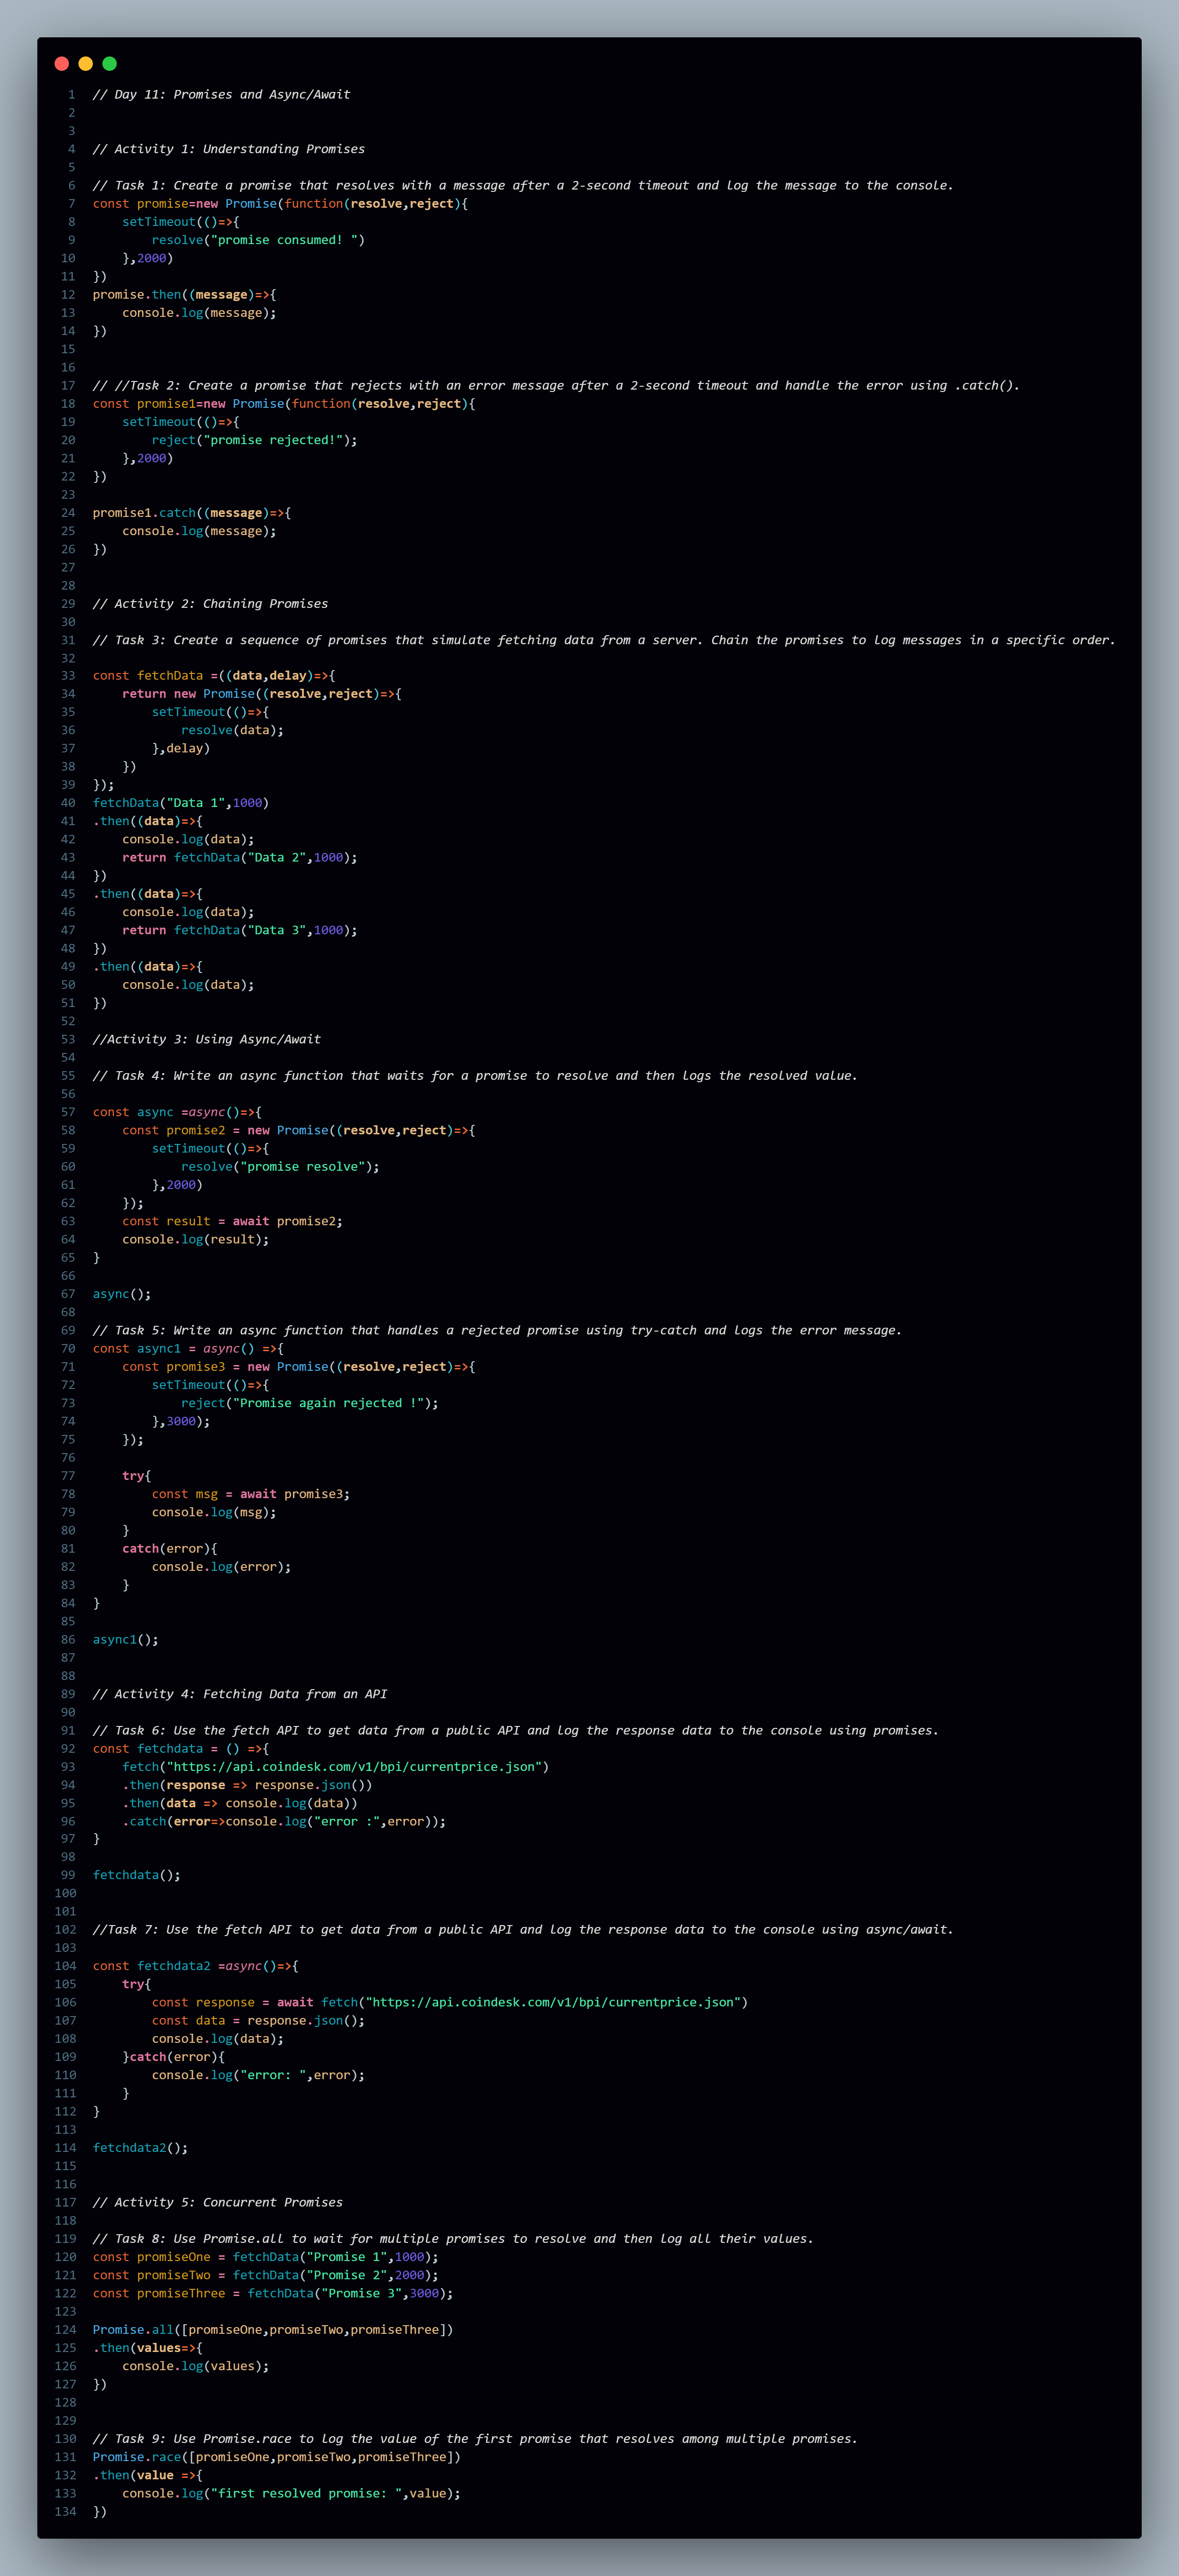 1 // Day 11: Promises and Async/Await
2
3
4 // Activity 1: Understanding Promises
5
6 // Task 1: Create a promise that resolves with a message after a 2-second timeout and log the message to the console.
7 const promise=new Promise(function(resolve,reject){
8     setTimeout(()=>{
9         resolve("promise consumed! ")
10     },2000)
11 })
12 promise.then((message)=>{
13     console.log(message);
14 })
15
16
17 // //Task 2: Create a promise that rejects with an error message after a 2-second timeout and handle the error using .catch().
18 const promise1=new Promise(function(resolve,reject){
19     setTimeout(()=>{
20         reject("promise rejected!");
21     },2000)
22 })
23
24 promise1.catch((message)=>{
25     console.log(message);
26 })
27
28
29 // Activity 2: Chaining Promises
30
31 // Task 3: Create a sequence of promises that simulate fetching data from a server. Chain the promises to log messages in a specific order.
32
33 const fetchData =((data,delay)=>{
34     return new Promise((resolve,reject)=>{
35         setTimeout(()=>{
36             resolve(data);
37         },delay)
38     })
39 });
40 fetchData("Data 1",1000)
41 .then((data)=>{
42     console.log(data);
43     return fetchData("Data 2",1000);
44 })
45 .then((data)=>{
46     console.log(data);
47     return fetchData("Data 3",1000);
48 })
49 .then((data)=>{
50     console.log(data);
51 })
52
53 //Activity 3: Using Async/Await
54
55 // Task 4: Write an async function that waits for a promise to resolve and then logs the resolved value.
56
57 const async =async()=>{
58     const promise2 = new Promise((resolve,reject)=>{
59         setTimeout(()=>{
60             resolve("promise resolve");
61         },2000)
62     });
63     const result = await promise2;
64     console.log(result);
65 }
66
67 async();
68
69 // Task 5: Write an async function that handles a rejected promise using try-catch and logs the error message.
70 const async1 = async() =>{
71     const promise3 = new Promise((resolve,reject)=>{
72         setTimeout(()=>{
73             reject("Promise again rejected !");
74         },3000);
75     });
76
77     try{
78         const msg = await promise3;
79         console.log(msg);
80     }
81     catch(error){
82         console.log(error);
83     }
84 }
85
86 async1();
87
88
89 // Activity 4: Fetching Data from an API
90
91 // Task 6: Use the fetch API to get data from a public API and log the response data to the console using promises.
92 const fetchdata = () =>{
93     fetch("https://api.coindesk.com/v1/bpi/currentprice.json")
94     .then(response => response.json())
95     .then(data => console.log(data))
96     .catch(error=>console.log("error :",error));
97 }
98
99 fetchdata();
100
101
102 //Task 7: Use the fetch API to get data from a public API and log the response data to the console using async/await.
103
104 const fetchdata2 =async()=>{
105     try{
106         const response = await fetch("https://api.coindesk.com/v1/bpi/currentprice.json")
107         const data = response.json();
108         console.log(data);
109     }catch(error){
110         console.log("error: ",error);
111     }
112 }
113
114 fetchdata2();
115
116
117 // Activity 5: Concurrent Promises
118
119 // Task 8: Use Promise.all to wait for multiple promises to resolve and then log all their values.
120 const promiseOne = fetchData("Promise 1",1000);
121 const promiseTwo = fetchData("Promise 2",2000);
122 const promiseThree = fetchData("Promise 3",3000);
123
124 Promise.all([promiseOne,promiseTwo,promiseThree])
125 .then(values=>{
126     console.log(values);
127 })
128
129
130 // Task 9: Use Promise.race to log the value of the first promise that resolves among multiple promises.
131 Promise.race([promiseOne,promiseTwo,promiseThree])
132 .then(value =>{
133     console.log("first resolved promise: ",value);
134 })